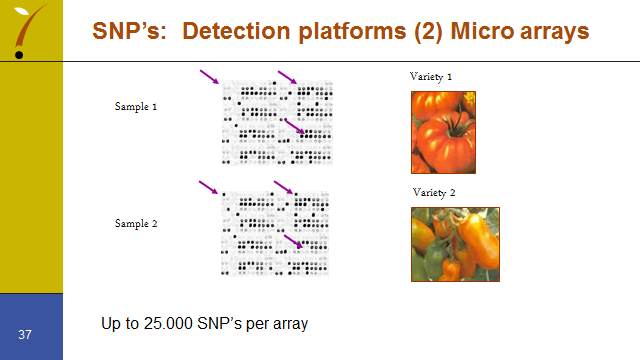 SNP's: Detection platforms (2) Micro arrays
Variety 1
Sample 1
Variety 2
Sample 2
Up to 25.000 SNP's per array
37